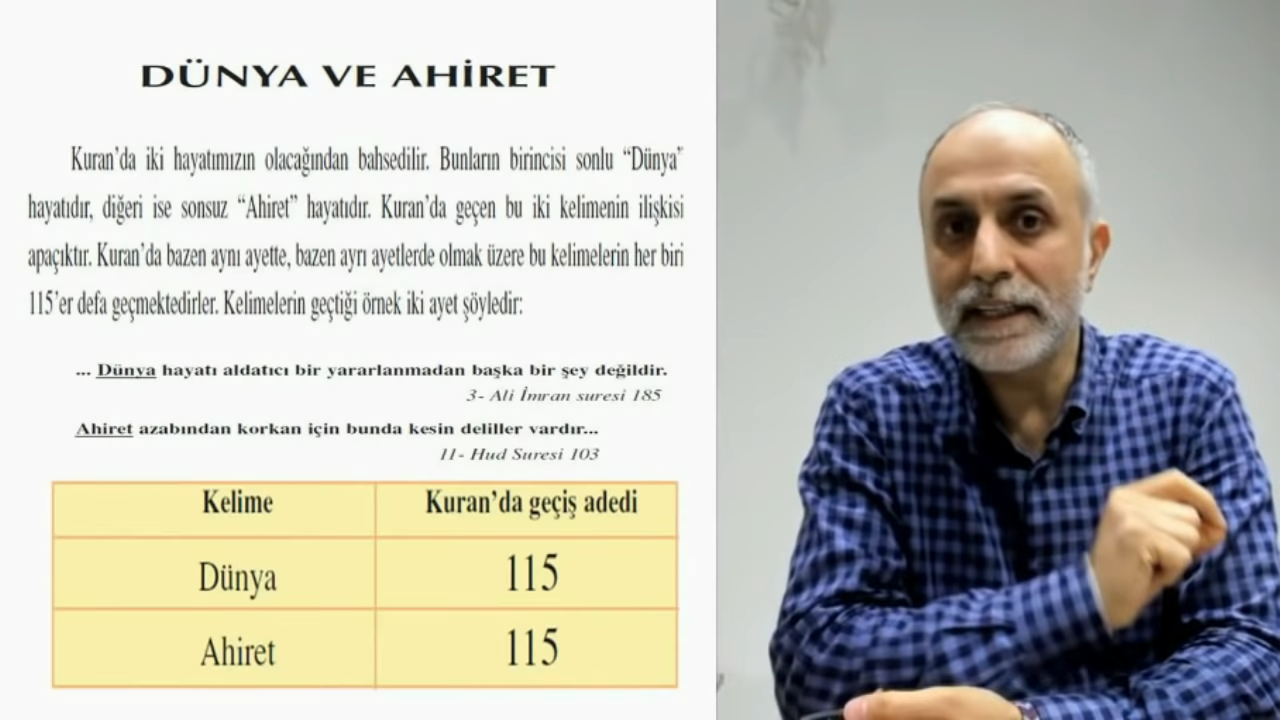 DÜNYA VE AHİRET
Kuran’da iki hayatımızın olacağından bahsedilir. Bunların birincisi sonlu “Dünya”
hayatıdır, diğeri ise sonsuz “Ahiret” hayatıdır. Kuran’da geçen bu iki kelimenin ilişkisi
apaçıktır. Kuran’da bazen aynı ayette, bazen ayrı ayetlerde olmak üzere bu kelimelerin her biri
115’er defa geçmektedirler. Kelimelerin geçtiği örnek iki ayet şöyledir:
... Dünya hayatı aldatıcı bir yararlanmadan başka bir şey değildir.
3- Ali İmran suresi 185
Ahiret azabından korkan için bunda kesin deliller vardır...
11- Hud Suresi 103
Kelime Kuran’da geçiş adedi
Dünya 115
Ahiret 115